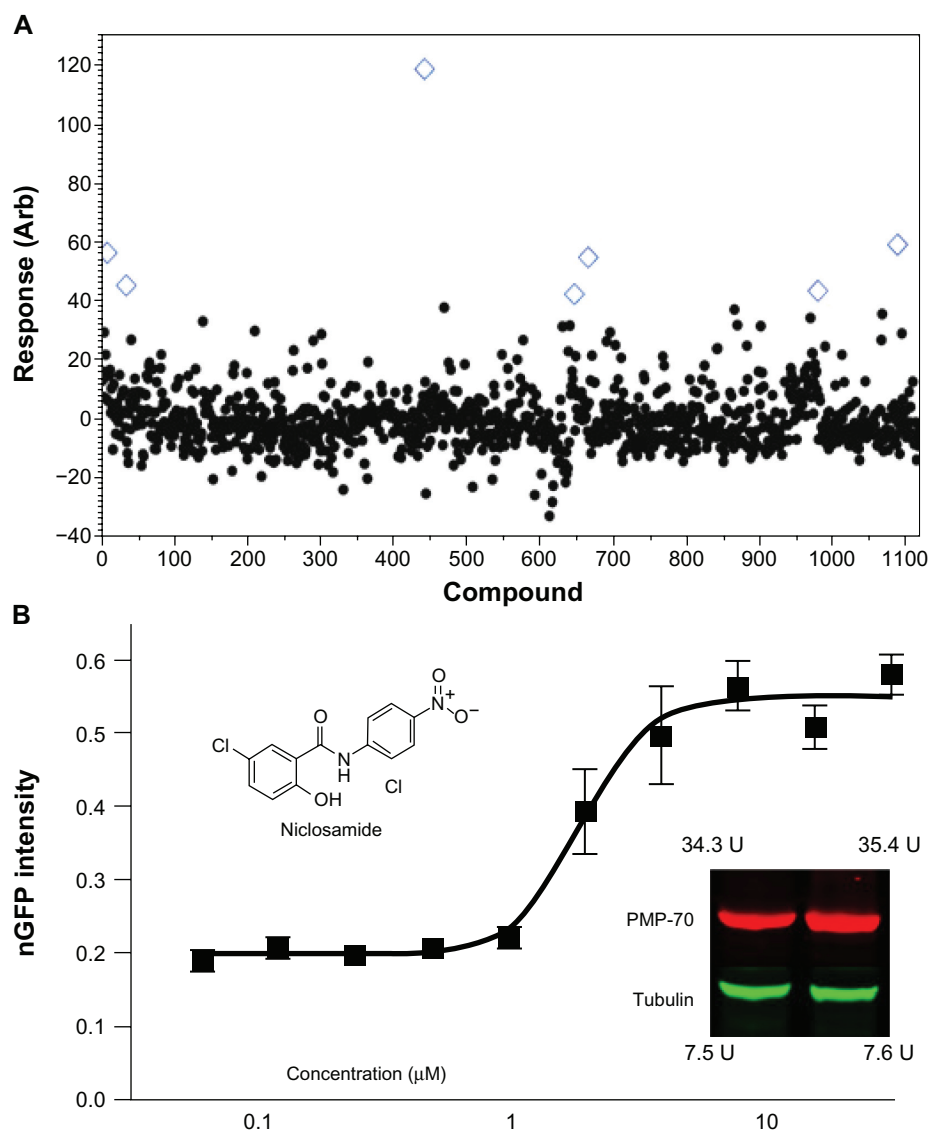 A
Response (Arb)
120
100
80
60
40
20
0
−20
−40
0 100 200 300 400 500 600 700 800 900 1000 1100
Compound
B
nGFP intensity
0.6
0.5
0.4
0.3
0.2
0.1
0.0
O
N+
O−
O
Cl
N
H
Cl
OH
Niclosamide
34.3 U 35.4 U
PMP-70
Tubulin
7.5 U 7.6 U
Concentration (μM)
0.1 1 10